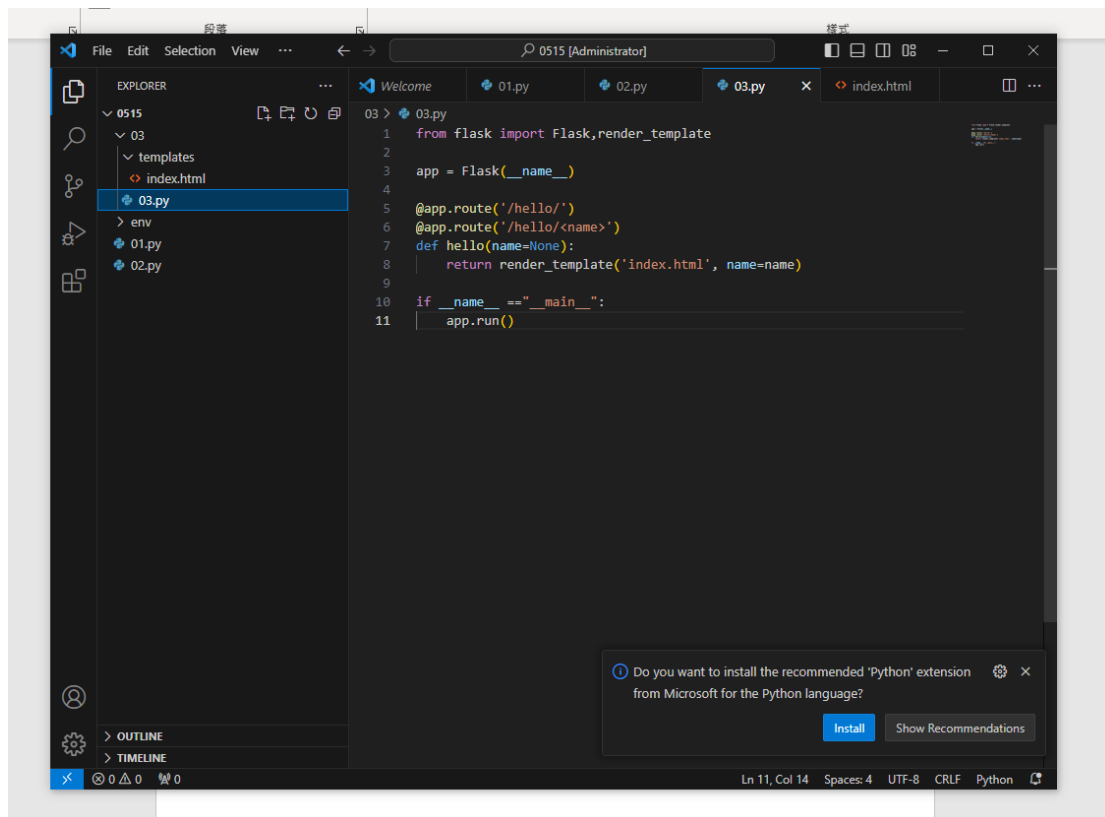 段落
樣式
File Edit Selection View ··· 0515 [Administrator]
EXPLORER ···
Welcome 01.py 02.py 03.py index.html ···
0515
03
templates
index.html
03.py
env
01.py
02.py
03 > 03.py
1 from flask import Flask,render_template
2
3 app = Flask(__name__)
4
5 @app.route('/hello/')
6 @app.route('/hello/<name>')
7 def hello(name=None):
8     return render_template('index.html', name=name)
9
10 if __name__ =="__main__":
11     app.run()
Do you want to install the recommended 'Python' extension
from Microsoft for the Python language?
Install Show Recommendations
OUTLINE
TIMELINE
0 0 0 Ln 11, Col 14 Spaces: 4 UTF-8 CRLF Python